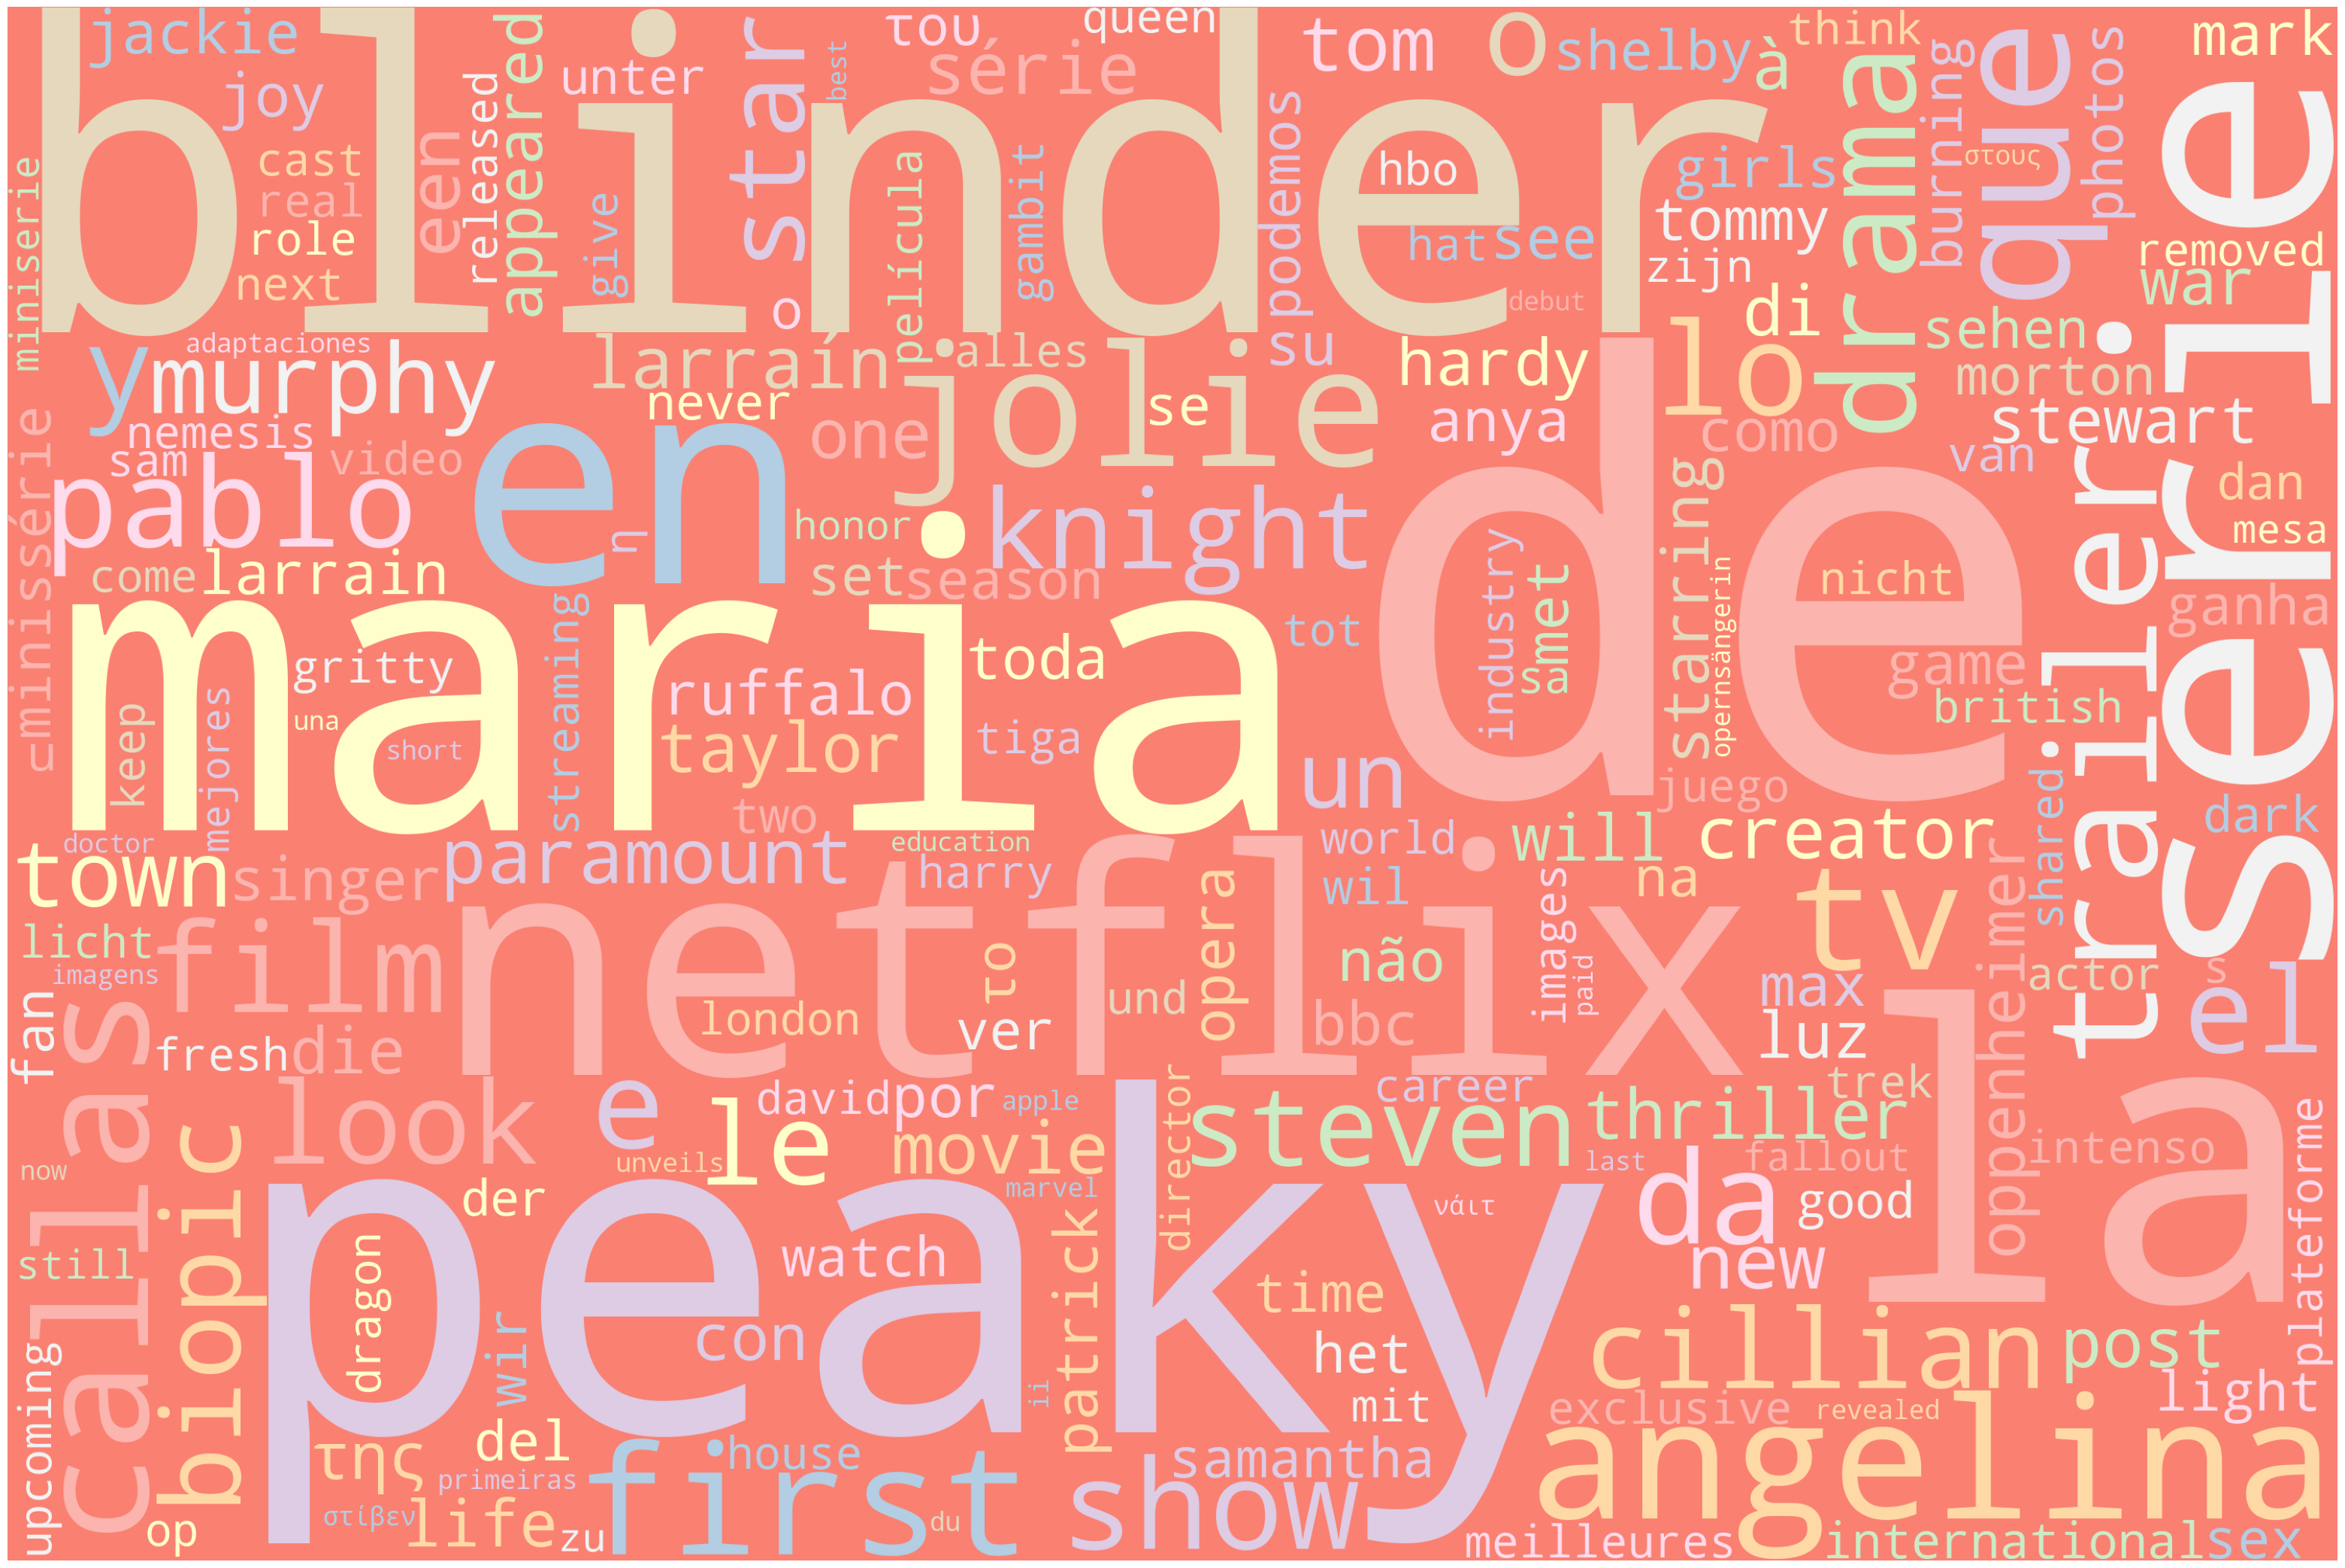 blinder
peaky
de
maria
netflix
la
serie
en
callas
angelina
jolie
trailer
first
film
look
biopic
show
pablo
steven
knight
cillian
murphy
drama
que
star
tv
el
lo
da
le
e
y
o
town
paramount
taylor
creator
thriller
movie
un
new
post
life
larraín
larrain
hardy
tom
shelby
à
think
mark
queen
του
série
jackie
joy
unter
best
cast
real
role
next
een
released
appeared
give
película
gambit
podemos
hbo
hat
see
girls
tommy
zijn
burning
στους
photos
removed
war
miniserie
adaptaciones
o
alles
su
debut
di
sehen
morton
stewart
nemesis
sam
video
never
one
se
anya
como
van
dan
mesa
minissérie
come
η
honor
set
season
industry
samet
starring
opernsängerin
nicht
ganha
gritty
una
short
keep
mejores
streaming
ruffalo
toda
tiga
tot
game
british
juego
two
doctor
singer
education
harry
world
wil
will
na
shared
dark
licht
imagens
fan
fresh
die
london
το
ver
und
opera
não
bbc
images
paid
max
luz
oppenheimer
actor
s
david
por
apple
career
trek
fallout
intenso
plateforme
now
unveils
der
marvel
director
last
good
still
dragon
wir
watch
con
patrick
νάιτ
time
het
mit
ii
upcoming
op
της
del
house
primeiras
στίβεν
zu
du
samantha
exclusive
revealed
light
meilleures
international
sex